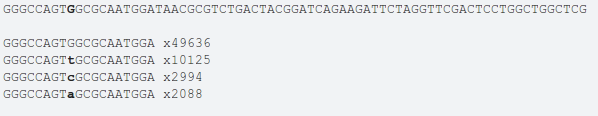 GGGCCAGTGGCGCAATGGATAACGCGTCTGACTACGGATCAGAAGATTCTAGGTTCGACTCCTGGCTGGCTCG
GGGCCAGTGGCGCAATGGA x49636
GGGCCAGTtGCGCAATGGA x10125
GGGCCAGTcGCGCAATGGA x2994
GGGCCAGTaGCGCAATGGA x2088